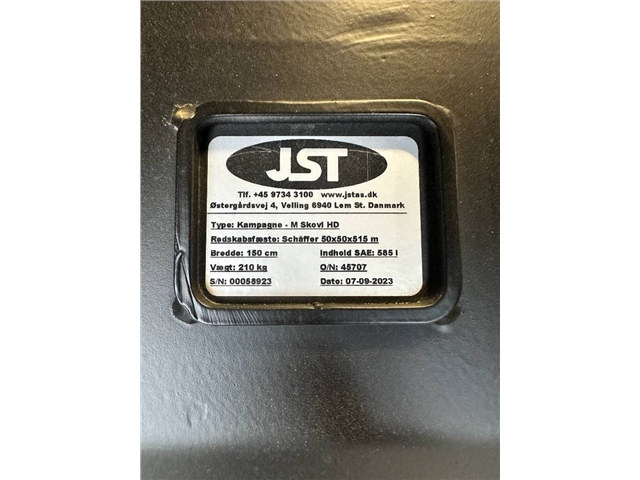 JST
Tlf. +45 9734 3100 www.jstas.dk
Østergårdsvej 4, Velling 6940 Lem St. Danmark
Type: Kampagne - M Skovl HD
Redskabsfæste: Schäffer 50x50x515 m
Bredde: 150 cm Indhold SAE: 585 l
Vægt: 210 kg O/N: 45707
S/N: 00058923 Dato: 07-09-2023